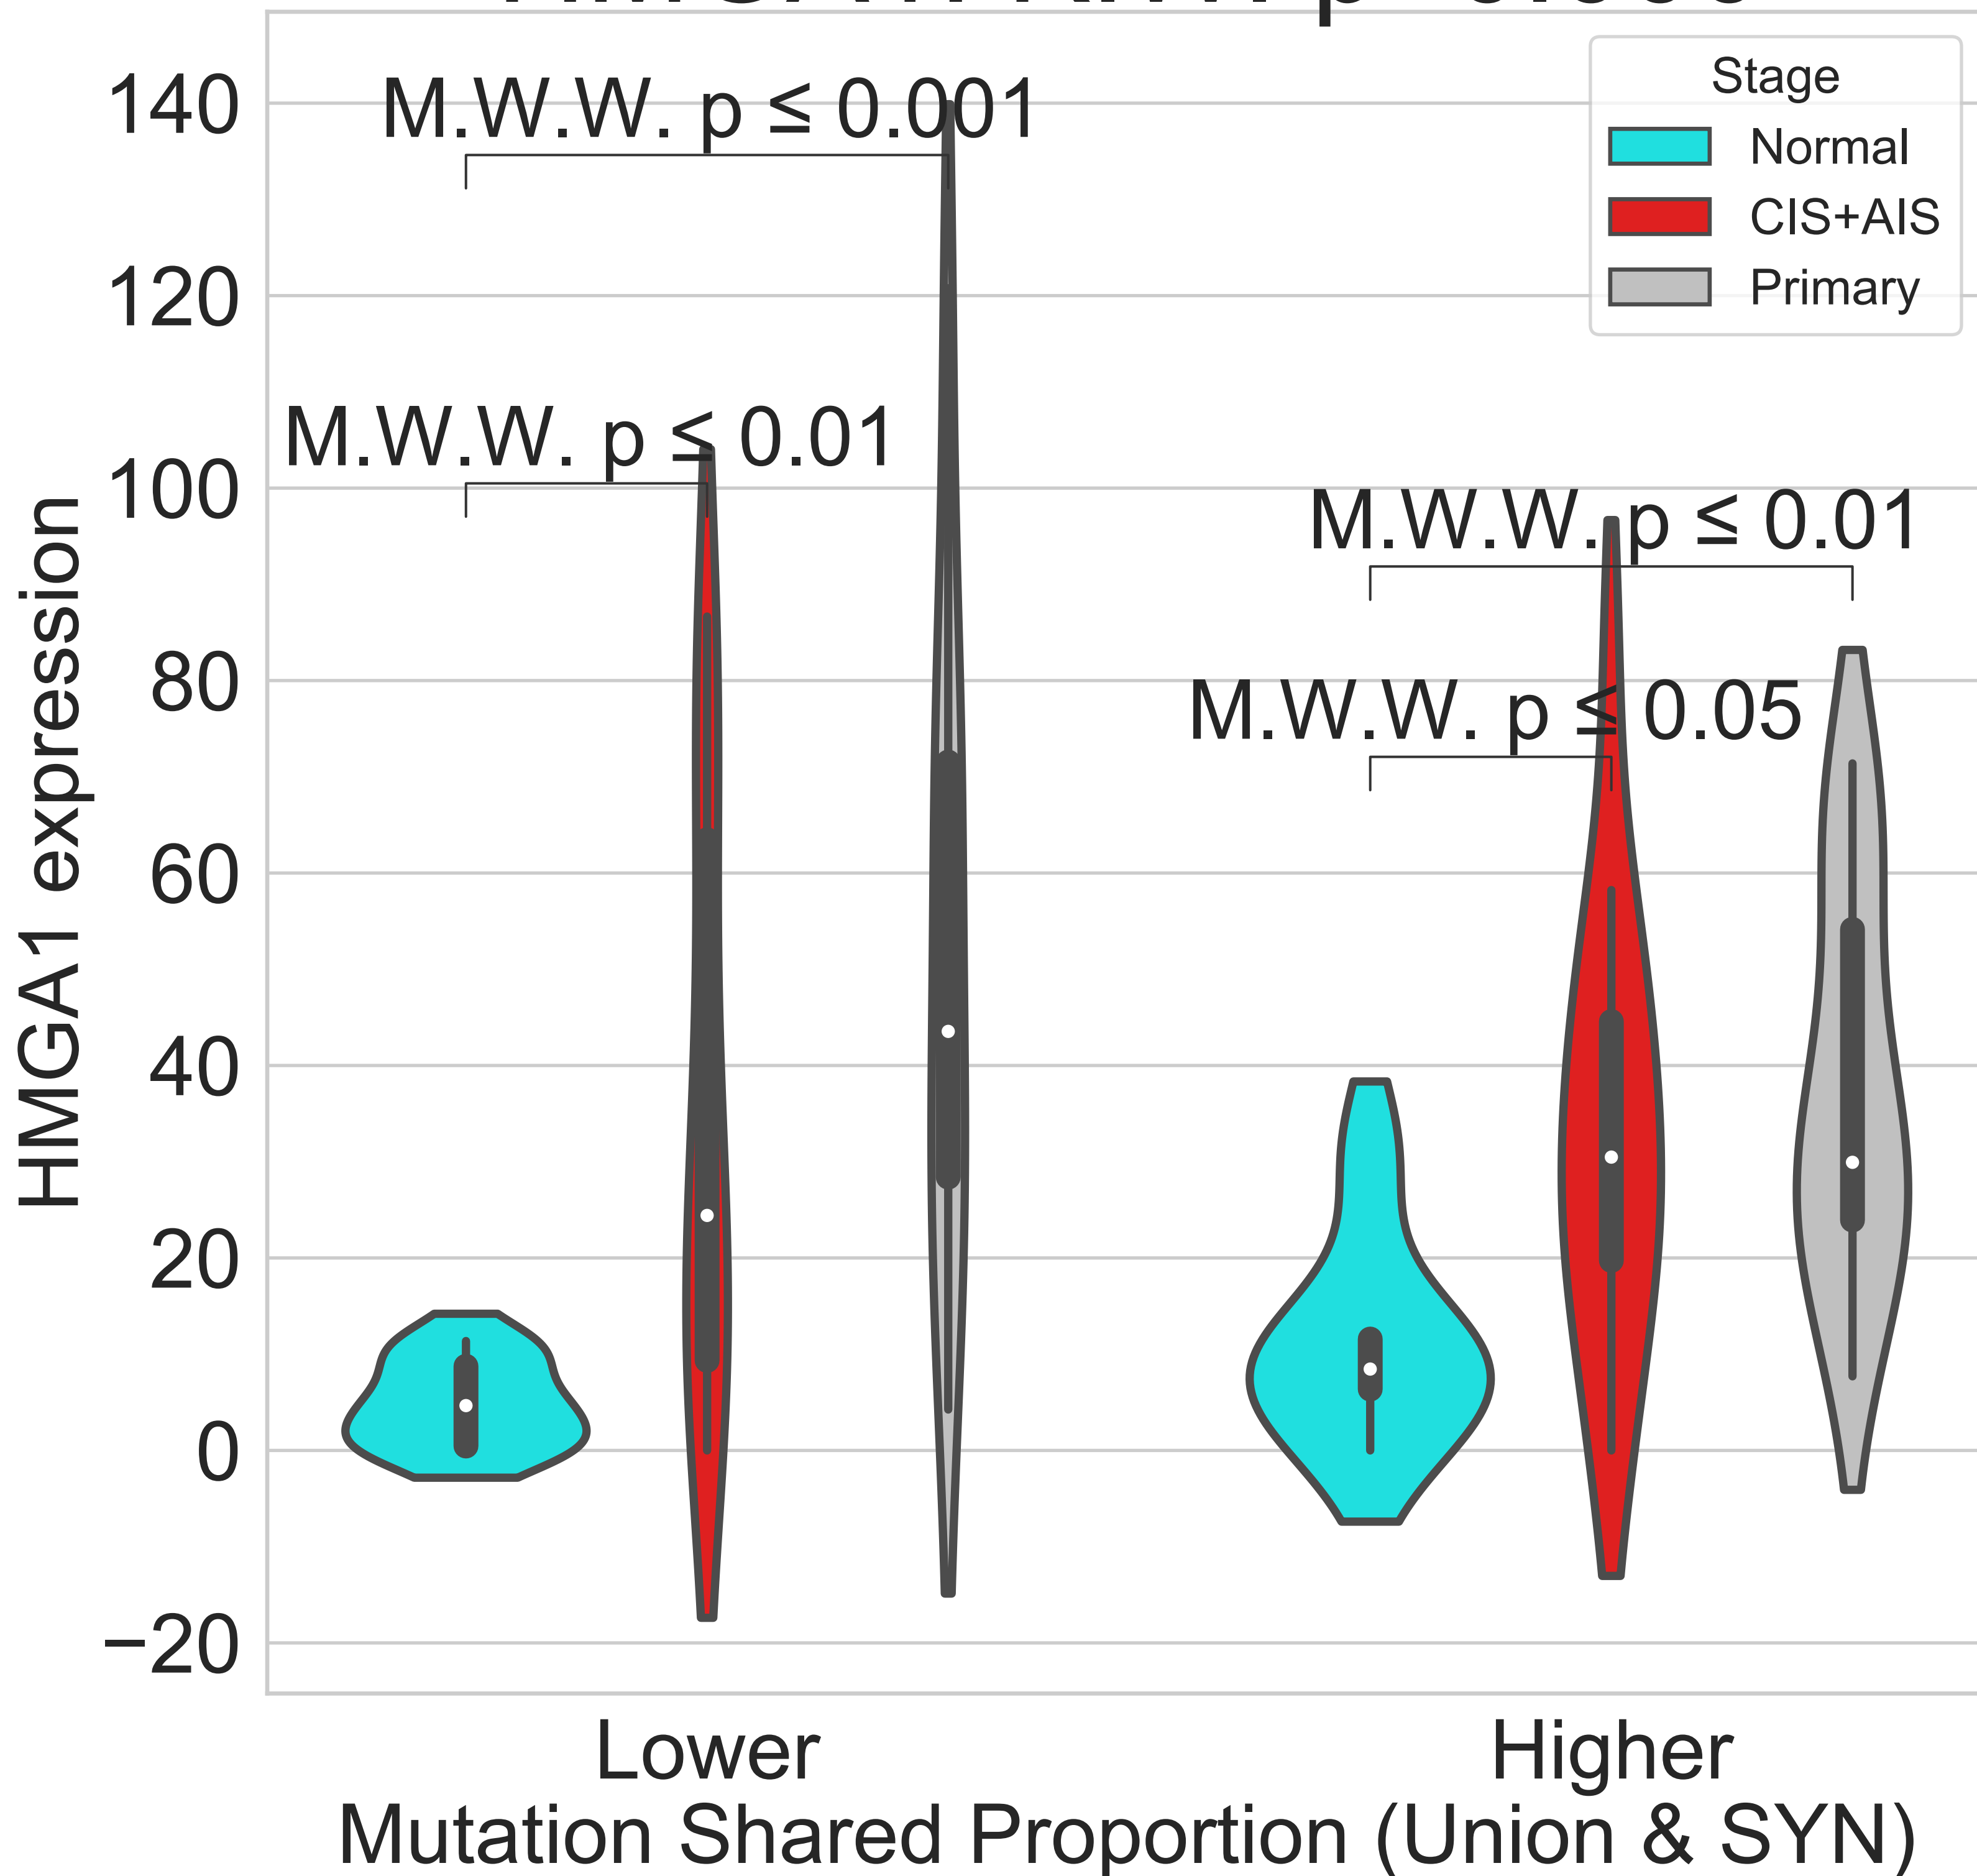 140
120
100
80
60
40
20
0
−20
HMGA1 expression
M.W.W. p ≤ 0.001
M.W.W. p ≤ 0.01
M.W.W. p ≤ 0.01
M.W.W. p ≤ 0.05
Stage
Normal
CIS+AIS
Primary
Lower
Higher
Mutation Shared Proportion (Union & SYN)